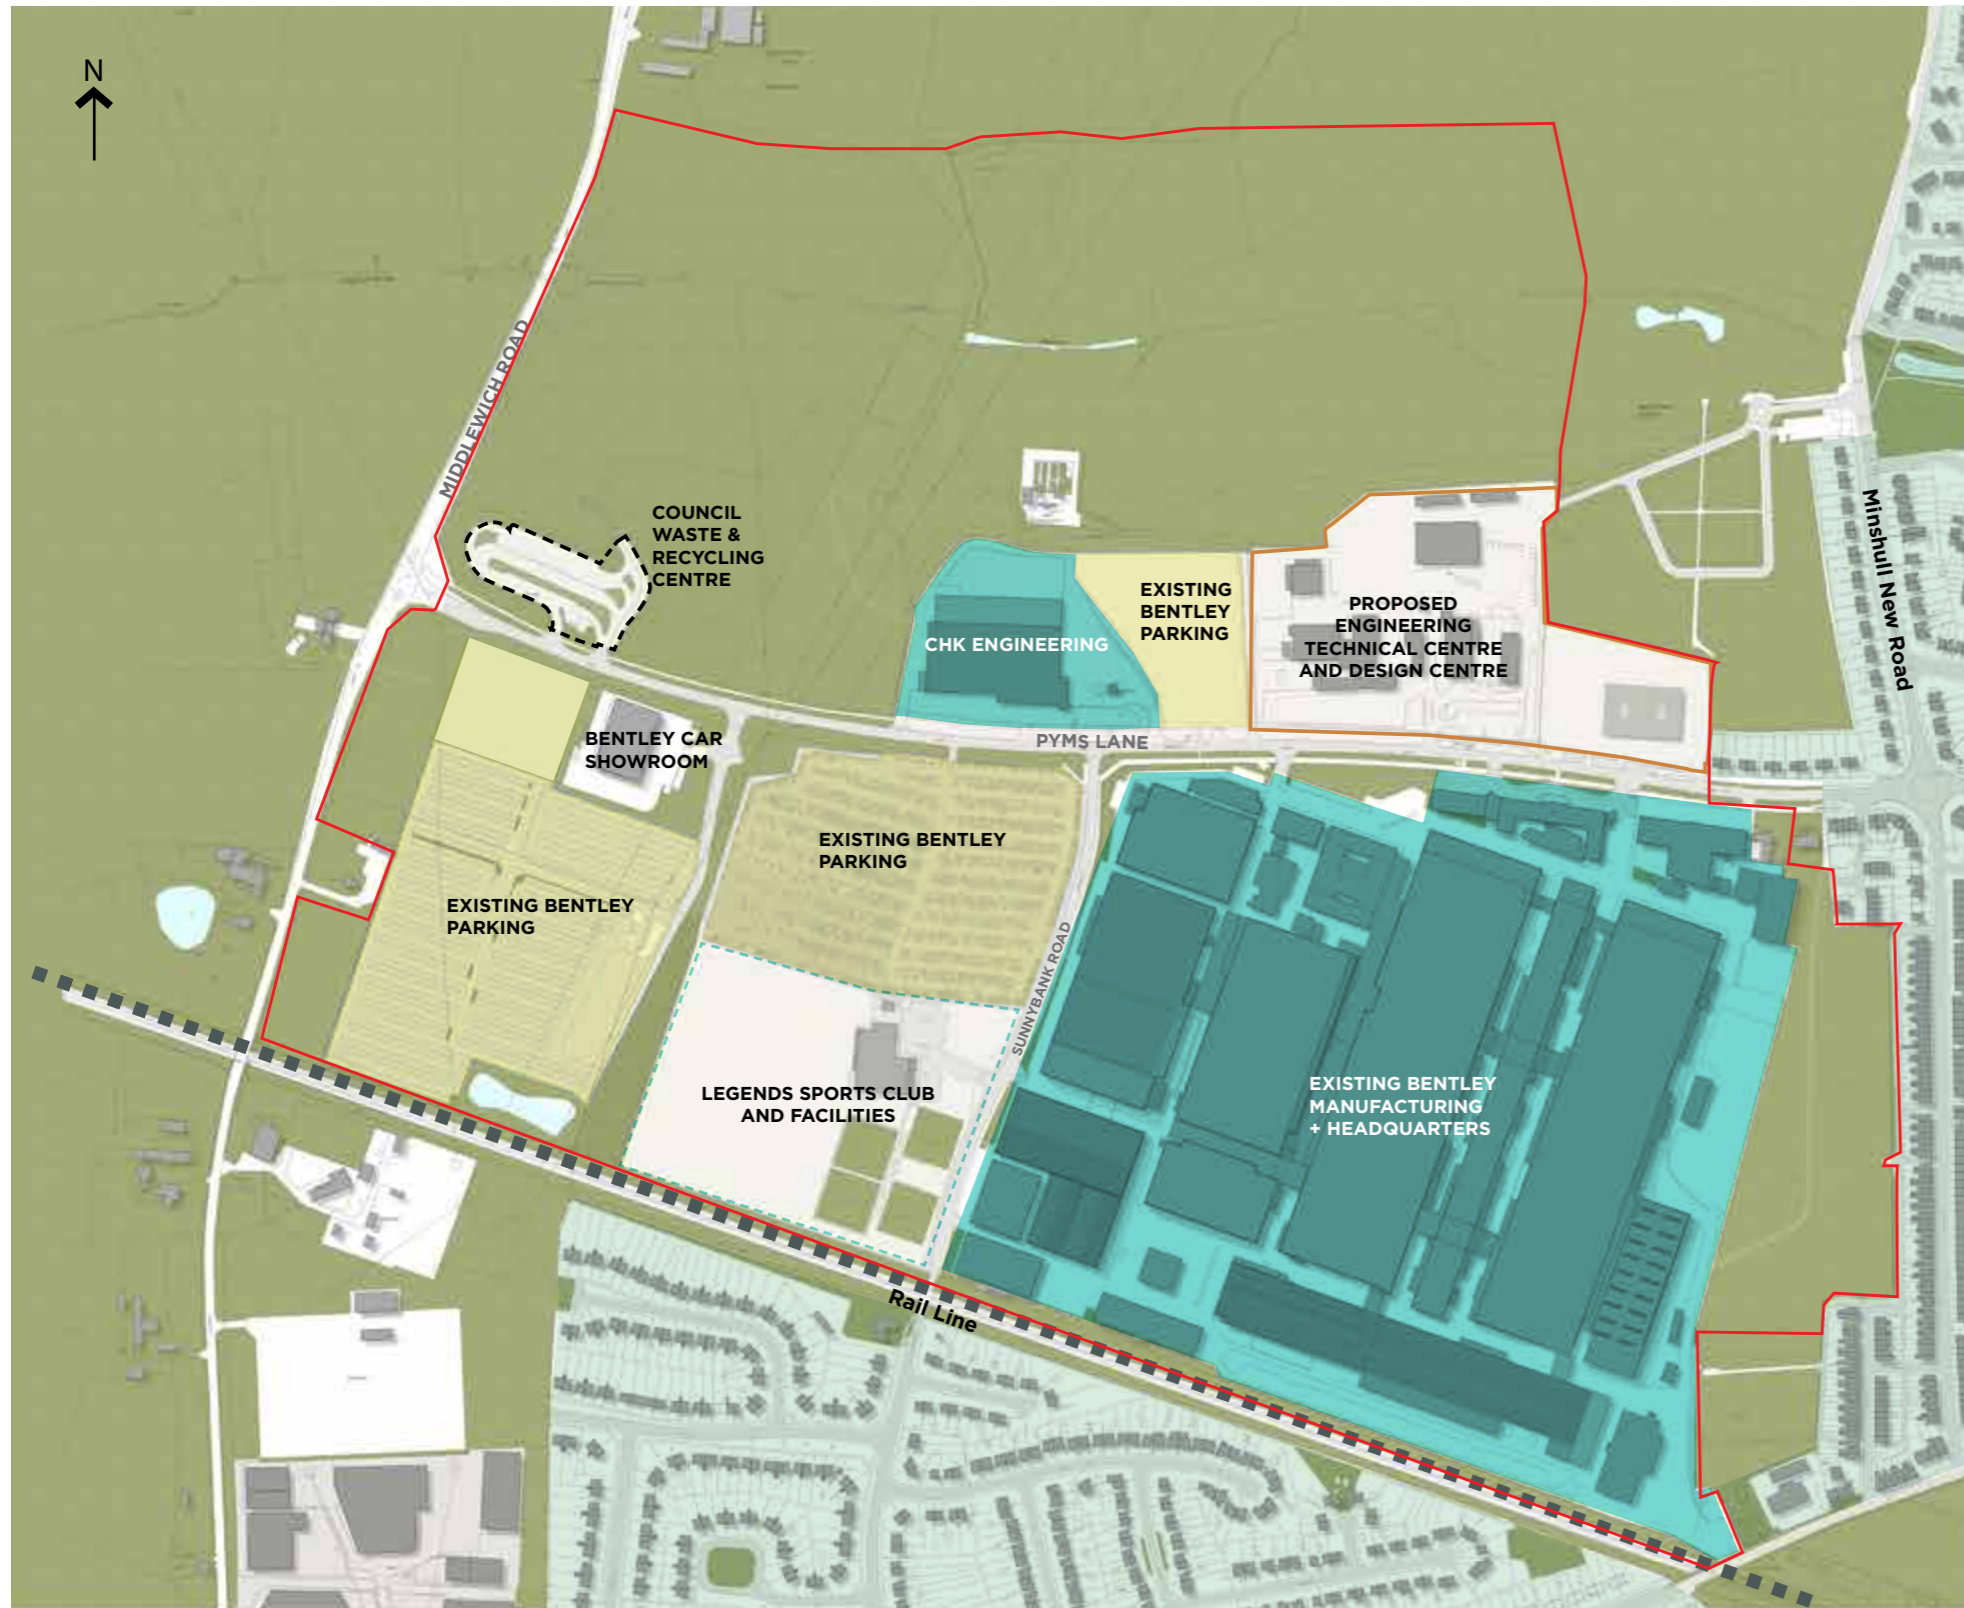 N
MIDDLEWICH ROAD
COUNCIL
WASTE &
RECYCLING
CENTRE
EXISTING
BENTLEY
PARKING
CHK ENGINEERING
PROPOSED
ENGINEERING
TECHNICAL CENTRE
AND DESIGN CENTRE
Minshull New Road
BENTLEY CAR
SHOWROOM
PYMS LANE
EXISTING BENTLEY
PARKING
EXISTING BENTLEY
PARKING
SUNNYBANK ROAD
LEGENDS SPORTS CLUB
AND FACILITIES
EXISTING BENTLEY
MANUFACTURING
+ HEADQUARTERS
Rail Line